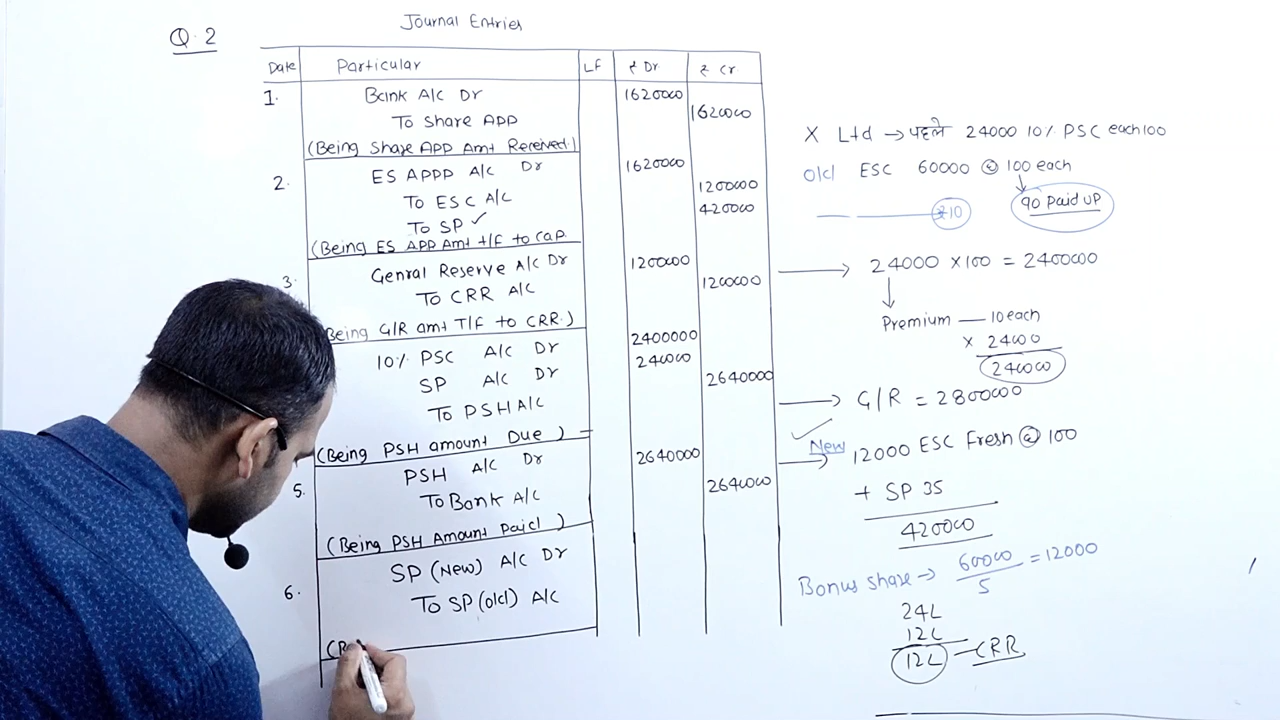 Q.2
Journal Entries
Date Particular LF ₹ Dr. ₹ Cr.
1. Bank A/C Dr 1620000
To Share APP 1620000
(Being Share APP Amt Received.)
2. ES APPP A/C Dr 1620000
To ESC A/C 1200000
To SP ✓ 420000
(Being ES APP Amt t/f to cap.
3. Genral Reserve A/C Dr 1200000
To CRR A/C 1200000
Being G/R amt T/F to CRR.)
10% PSC A/C Dr 2400000
SP A/C Dr 240000
To PSH A/C 2640000
(Being PSH amount Due )
5. PSH A/C Dr 2640000
To Bank A/C 2640000
(Being PSH Amount Paid )
6. SP (New) A/C Dr
To SP (old) A/C
(B
X Ltd → पहले 24000 10% PSC each 100
old ESC 60000 @ 100 each
₹10 90 Paid UP
24000 × 100 = 2400000
Premium — 10 each
× 24000
240000
G/R = 2800000
New 12000 ESC Fresh @ 100
+ SP 35
420000
Bonus share → 60000/5 = 12000
24L
12L
12L — CRR